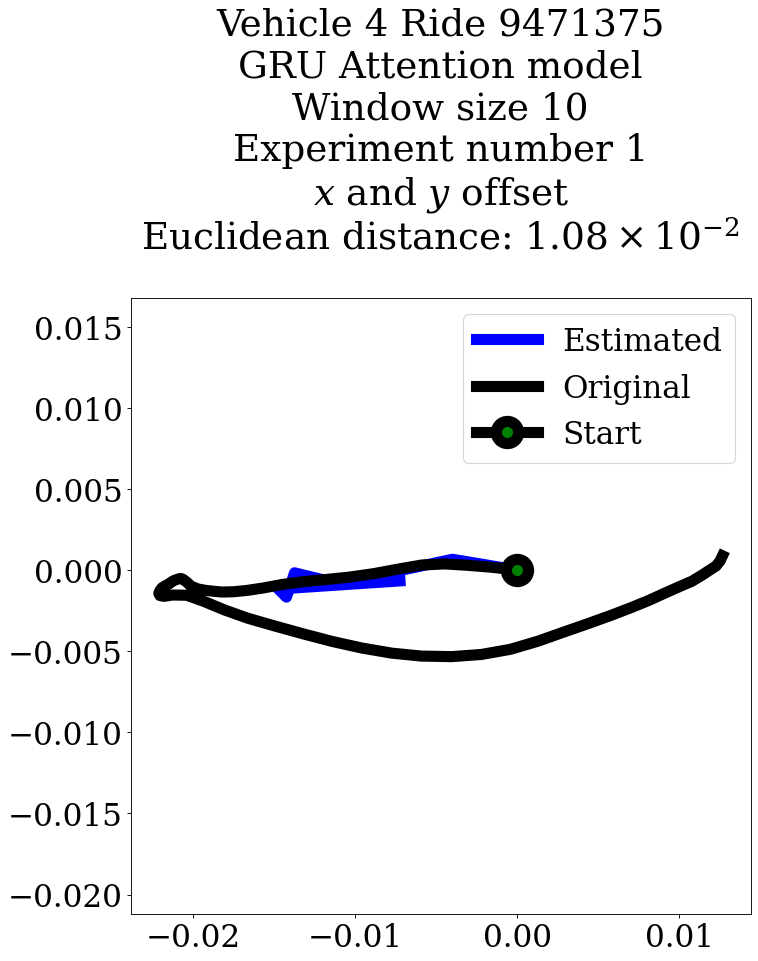 Vehicle 4 Ride 9471375
GRU Attention model
Window size 10
Experiment number 1
x and y offset
Euclidean distance: 1.08 × 10⁻²
Estimated
Original
Start
0.015
0.010
0.005
0.000
−0.005
−0.010
−0.015
−0.020
−0.02 −0.01 0.00 0.01